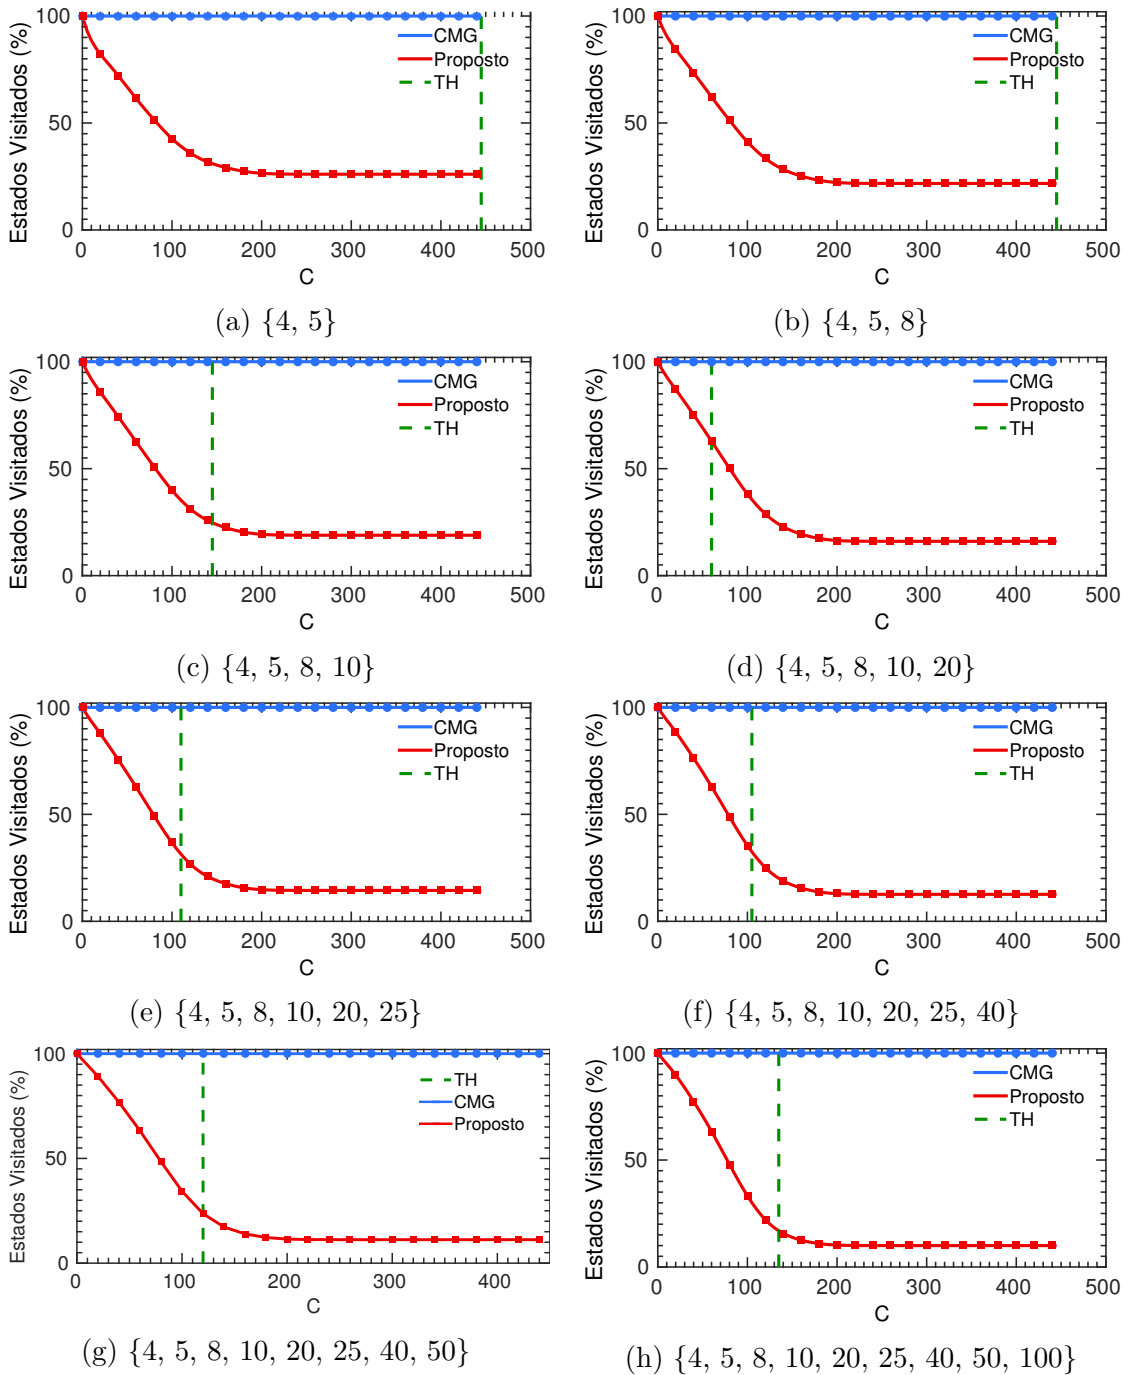 Estados Visitados (%)
100
50
0
CMG
Proposto
TH
0 100 200 300 400 500
C
(a) {4, 5}
Estados Visitados (%)
100
50
0
CMG
Proposto
TH
0 100 200 300 400 500
C
(b) {4, 5, 8}
Estados Visitados (%)
100
50
0
CMG
Proposto
TH
0 100 200 300 400 500
C
(c) {4, 5, 8, 10}
Estados Visitados (%)
100
50
0
CMG
Proposto
TH
0 100 200 300 400 500
C
(d) {4, 5, 8, 10, 20}
Estados Visitados (%)
100
50
0
CMG
Proposto
TH
0 100 200 300 400 500
C
(e) {4, 5, 8, 10, 20, 25}
Estados Visitados (%)
100
50
0
CMG
Proposto
TH
0 100 200 300 400 500
C
(f) {4, 5, 8, 10, 20, 25, 40}
Estados Visitados (%)
100
50
0
TH
CMG
Proposto
0 100 200 300 400
C
(g) {4, 5, 8, 10, 20, 25, 40, 50}
Estados Visitados (%)
100
50
0
CMG
Proposto
TH
0 100 200 300 400 500
C
(h) {4, 5, 8, 10, 20, 25, 40, 50, 100}